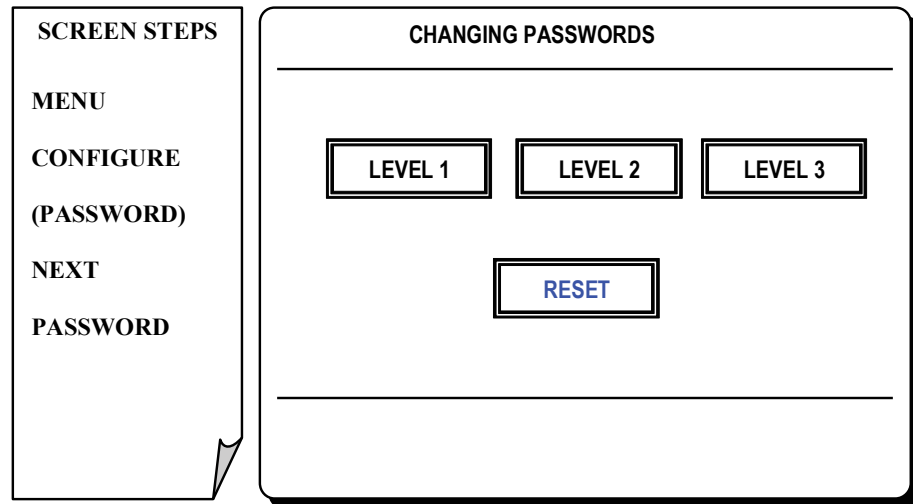 SCREEN STEPS
MENU
CONFIGURE
(PASSWORD)
NEXT
PASSWORD
CHANGING PASSWORDS
LEVEL 1 LEVEL 2 LEVEL 3
RESET